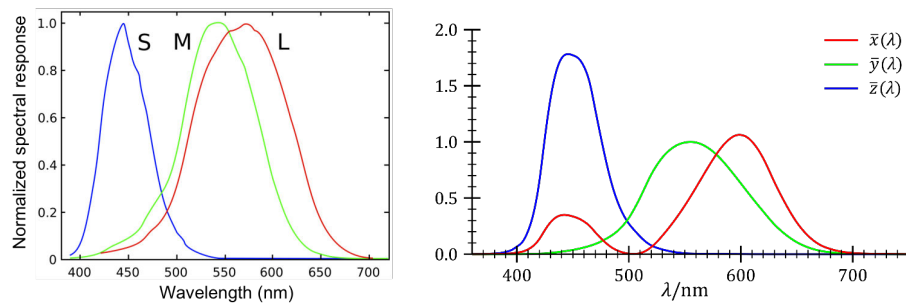 Normalized spectral response
1.0
0.8
0.6
0.4
0.2
0
S M L
400 450 500 550 600 650 700
Wavelength (nm)
2.0
1.5
1.0
0.5
0.0
x̄(λ)
ȳ(λ)
z̄(λ)
400 500 600 700
λ/nm